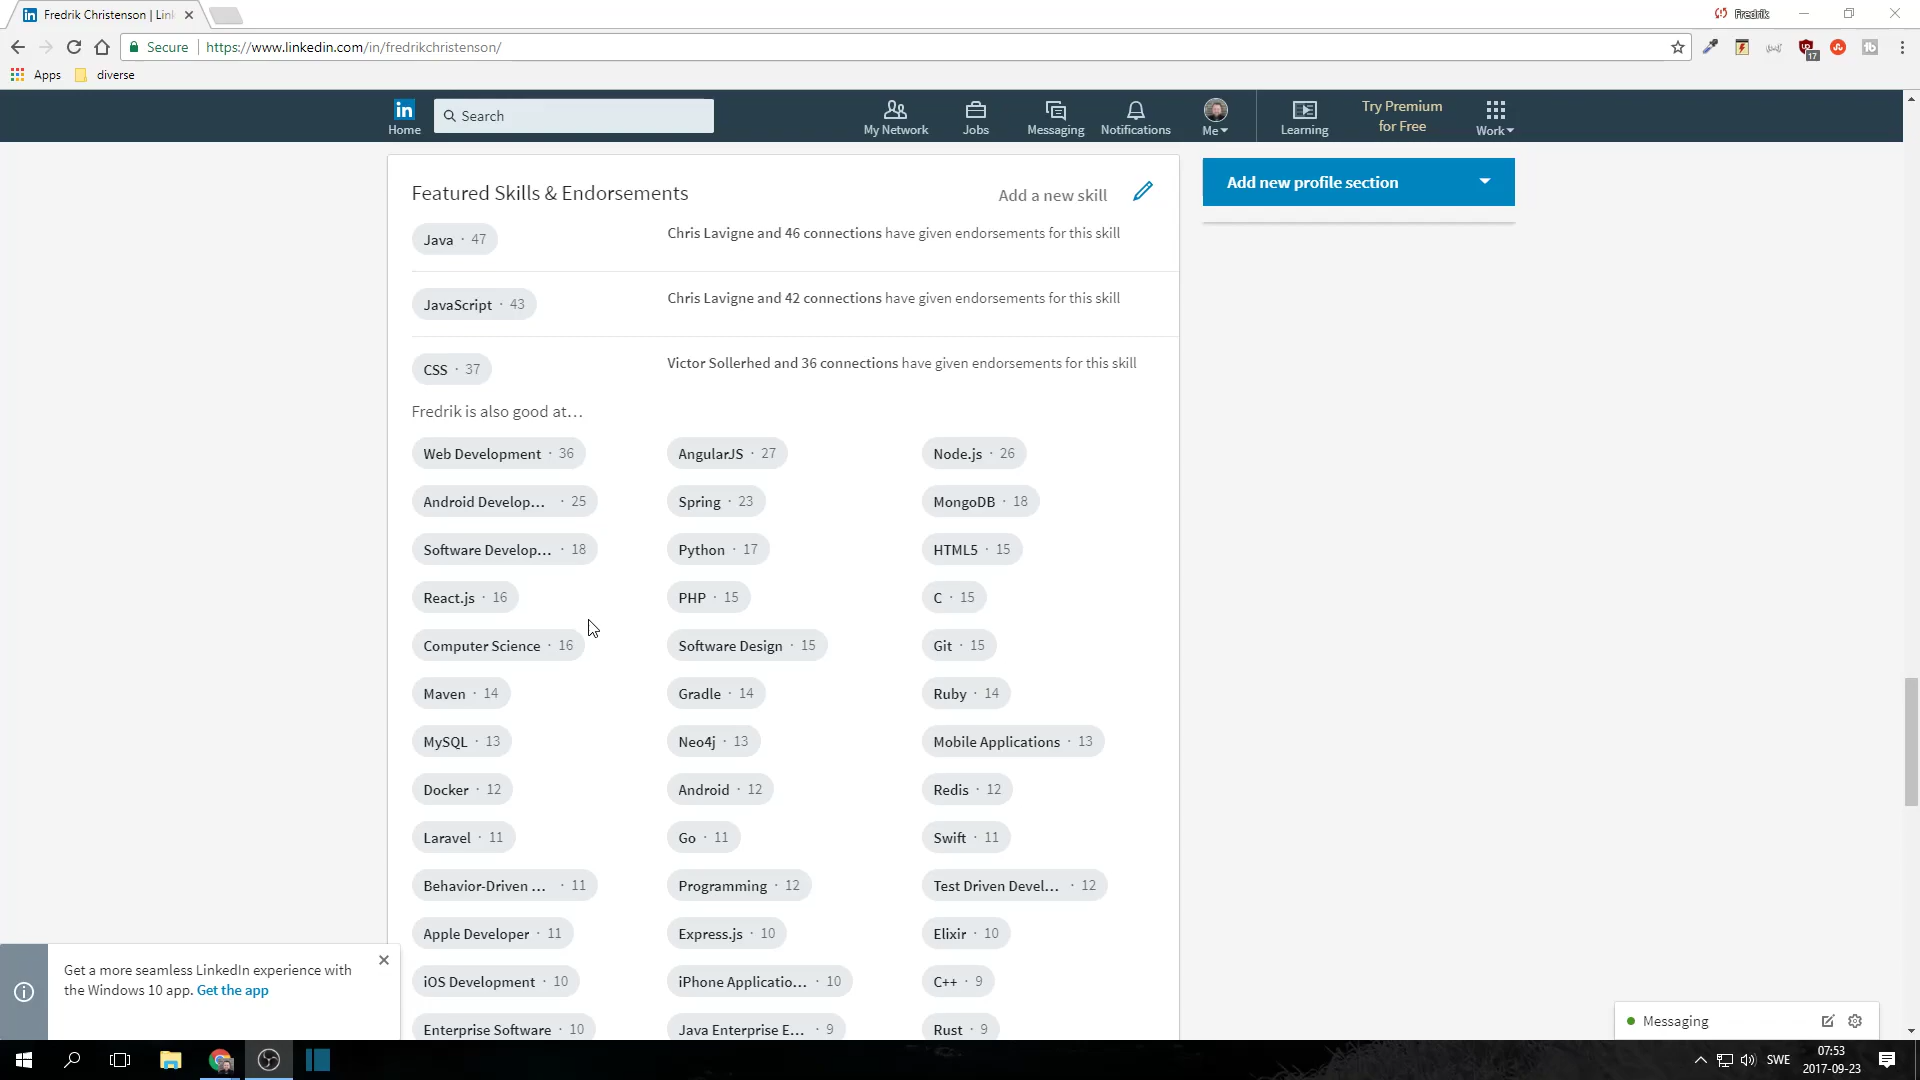 Fredrik Christenson | Lin
Fredrik
Secure
https://www.linkedin.com/in/fredrikchristenson/
17
Apps
diverse
in
Home
Search
My Network
Jobs
Messaging
Notifications
Me
Learning
Try Premium
for Free
Work
Featured Skills & Endorsements
Add a new skill
Add new profile section
Java · 47
Chris Lavigne and 46 connections have given endorsements for this skill
JavaScript · 43
Chris Lavigne and 42 connections have given endorsements for this skill
CSS · 37
Victor Sollerhed and 36 connections have given endorsements for this skill
Fredrik is also good at…
Web Development · 36
AngularJS · 27
Node.js · 26
Android Develop... · 25
Spring · 23
MongoDB · 18
Software Develop... · 18
Python · 17
HTML5 · 15
React.js · 16
PHP · 15
C · 15
Computer Science · 16
Software Design · 15
Git · 15
Maven · 14
Gradle · 14
Ruby · 14
MySQL · 13
Neo4j · 13
Mobile Applications · 13
Docker · 12
Android · 12
Redis · 12
Laravel · 11
Go · 11
Swift · 11
Behavior-Driven ... · 11
Programming · 12
Test Driven Devel... · 12
Apple Developer · 11
Express.js · 10
Elixir · 10
iOS Development · 10
iPhone Applicatio... · 10
C++ · 9
Enterprise Software · 10
Java Enterprise E... · 9
Rust · 9
Get a more seamless LinkedIn experience with
the Windows 10 app. Get the app
Messaging
SWE
07:53
2017-09-23